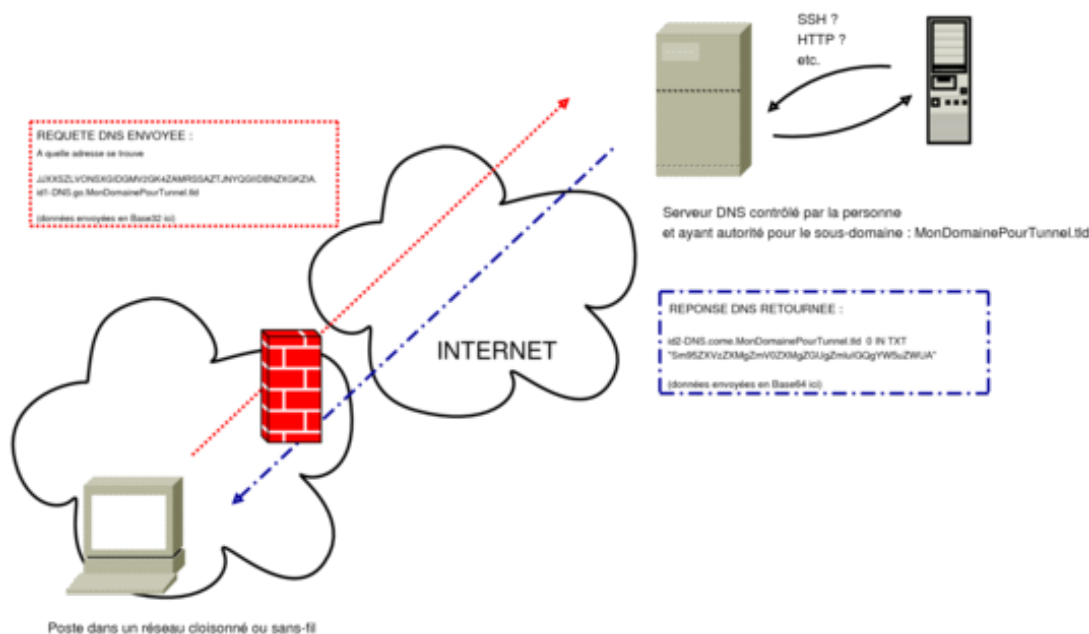 SSH ?
HTTP ?
etc.
REQUETE DNS ENVOYEE :
A quelle adresse se trouve
id1-DNS.go.MonDomainePourTunnel.tld
(données envoyées en Base32 ici)
Serveur DNS contrôlé par la personne
et ayant autorité pour le sous-domaine : MonDomainePourTunnel.tld
REPONSE DNS RETOURNEE :
id2-DNS.come.MonDomainePourTunnel.tld 0 IN TXT
(données envoyées en Base64 ici)
INTERNET
Poste dans un réseau cloisonné ou sans-fil